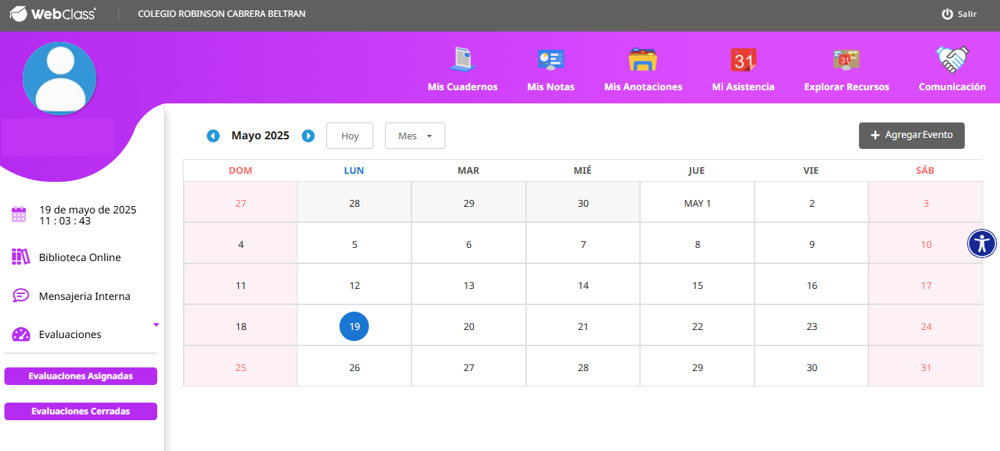 WebClass COLEGIO ROBINSON CABRERA BELTRAN Salir
Mis Cuadernos Mis Notas Mis Anotaciones Mi Asistencia Explorar Recursos Comunicación
31
31
Mayo 2025 Hoy Mes + AgregarEvento
DOM LUN MAR MIÉ JUE VIE SÁB
27 28 29 30 MAY 1 2 3
4 5 6 7 8 9 10
11 12 13 14 15 16 17
18 19 20 21 22 23 24
25 26 27 28 29 30 31
19 de mayo de 2025
11 : 03 : 43
Biblioteca Online
Mensajeria Interna
Evaluaciones
Evaluaciones Asignadas
Evaluaciones Cerradas